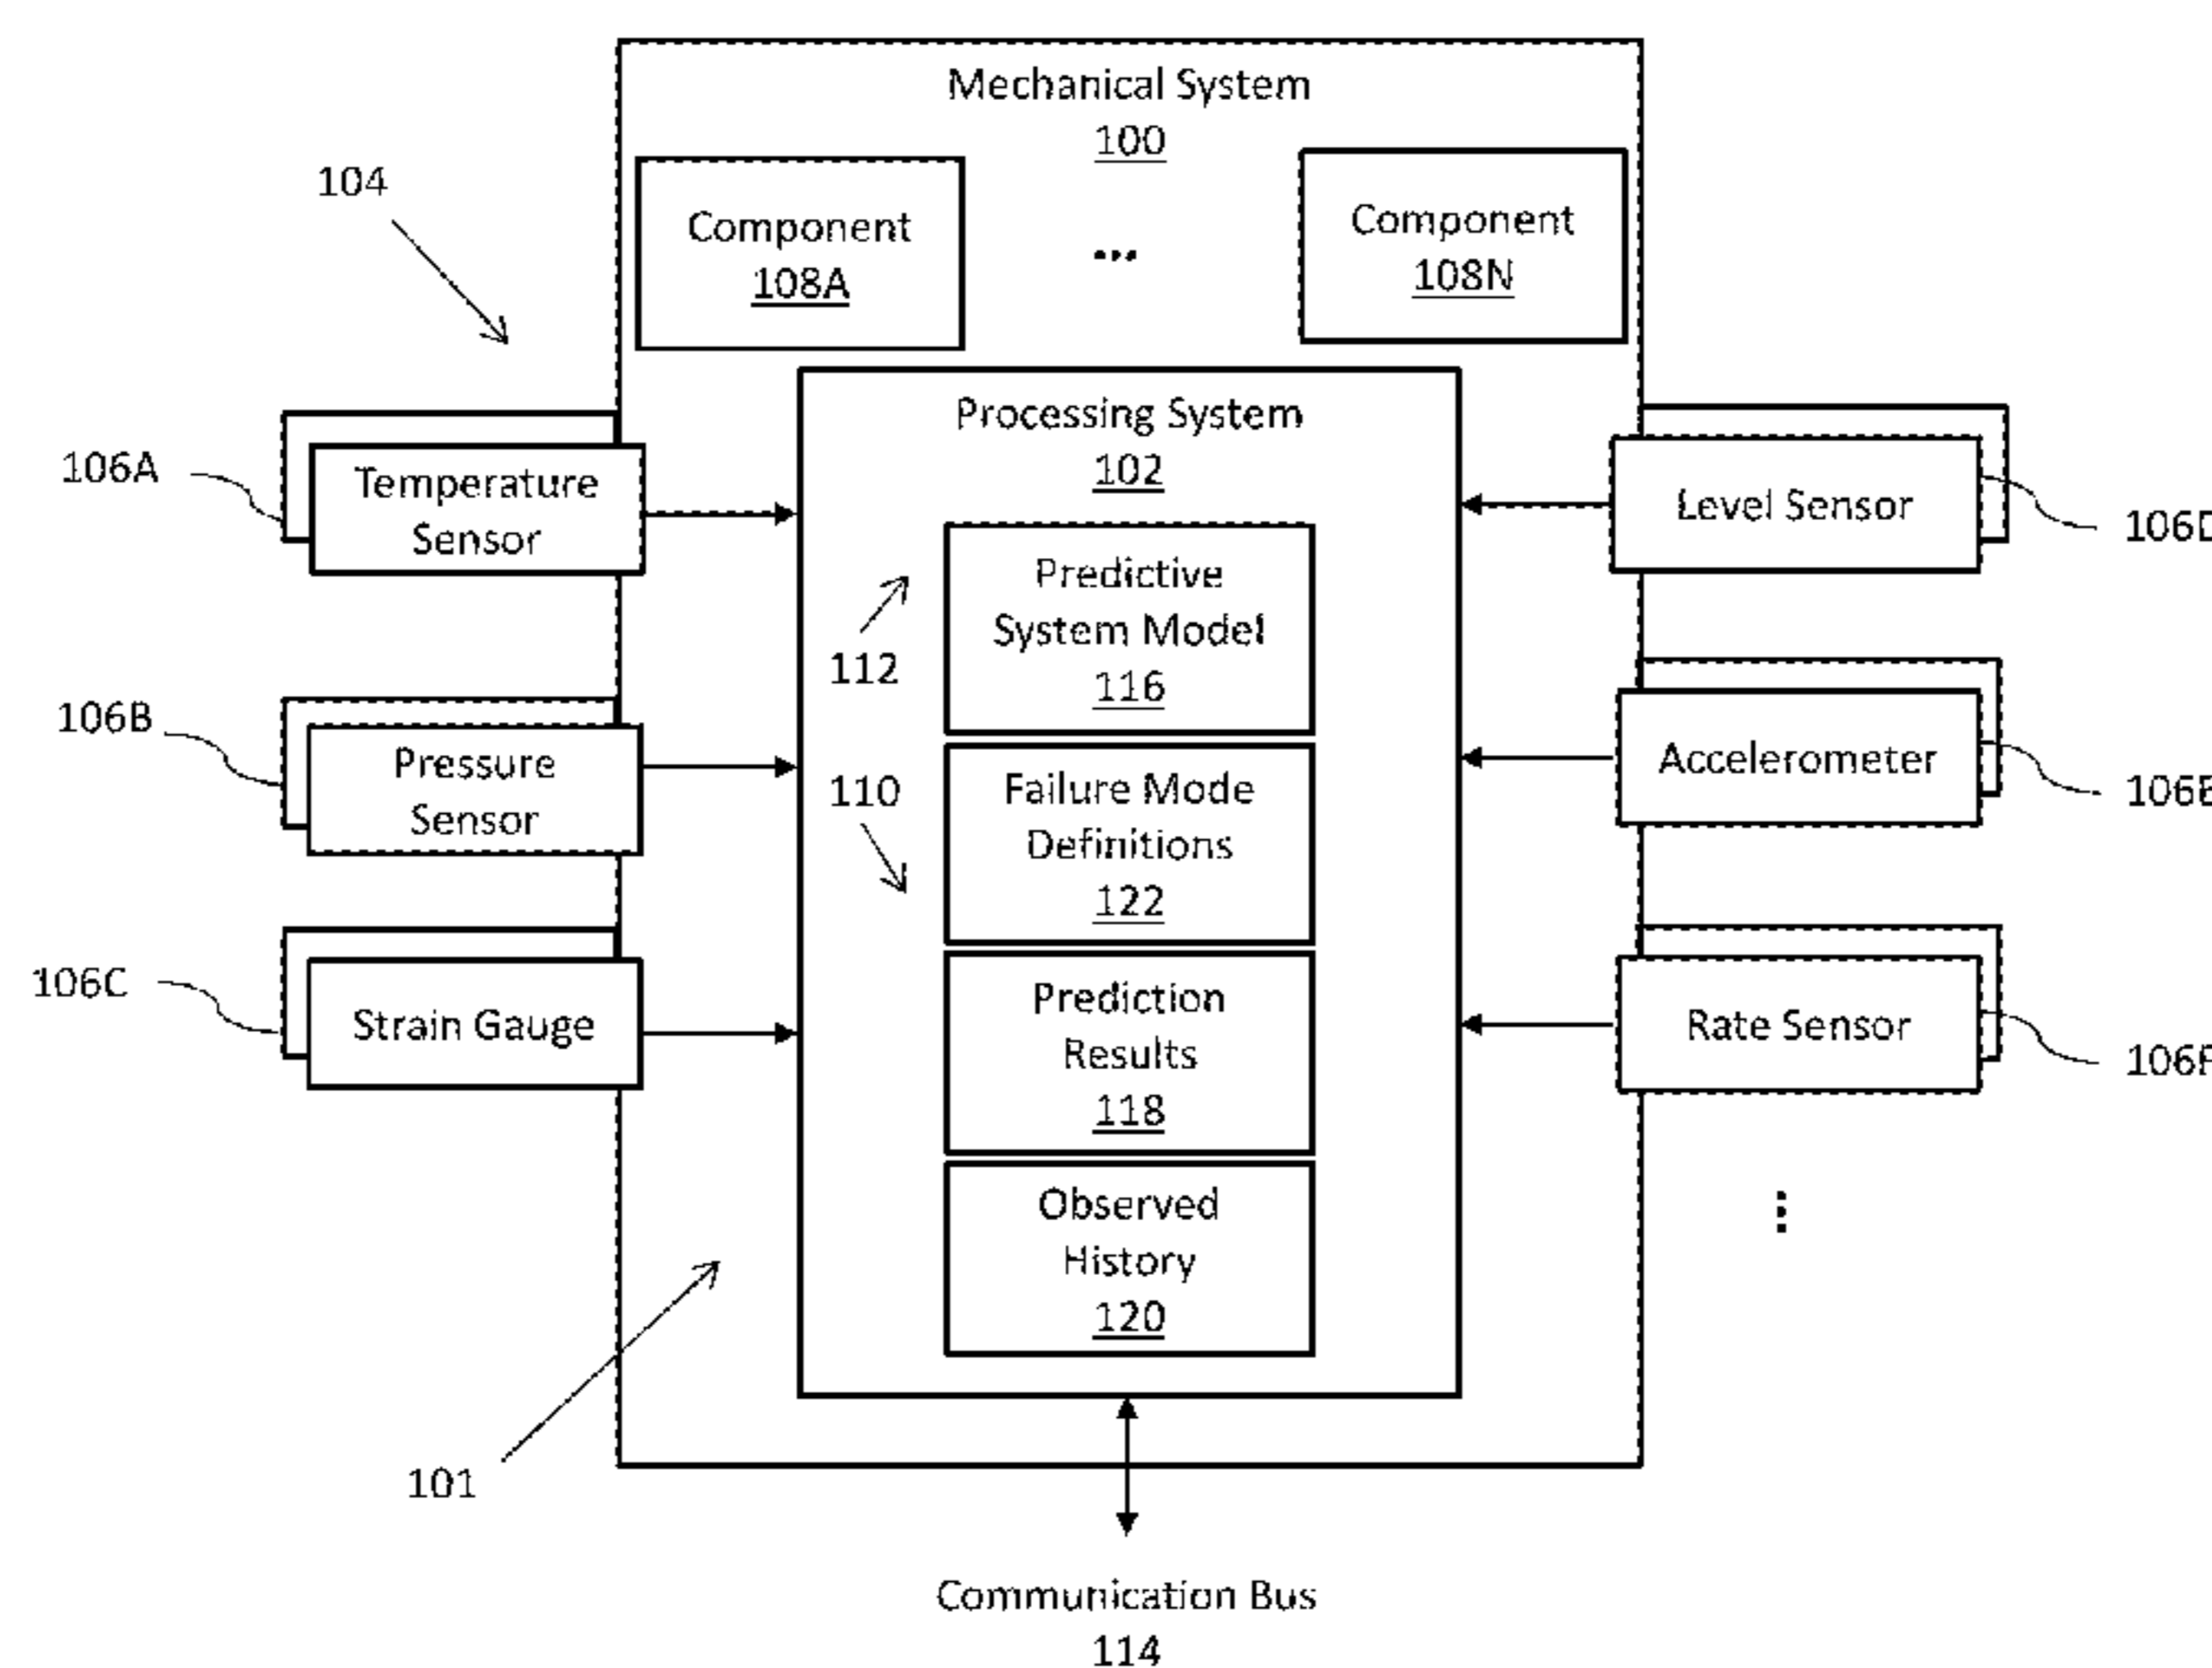 Mechanical System
100
104
Component
108A
...
Component
108N
Processing System
102
106A
Temperature
Sensor
Level Sensor
106D
Predictive
System Model
116
112
106B
Pressure
Sensor
Accelerometer
106E
110
Failure Mode
Definitions
122
106C
Strain Gauge
Prediction
Results
118
Rate Sensor
106F
Observed
History
120
101
Communication Bus
114